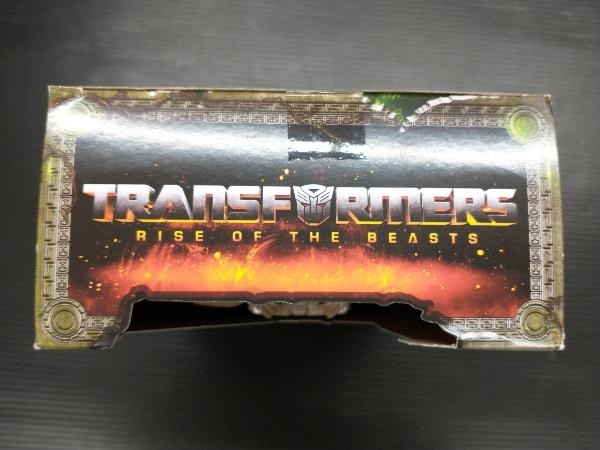 TRANSFORMERS
RISE OF THE BEASTS